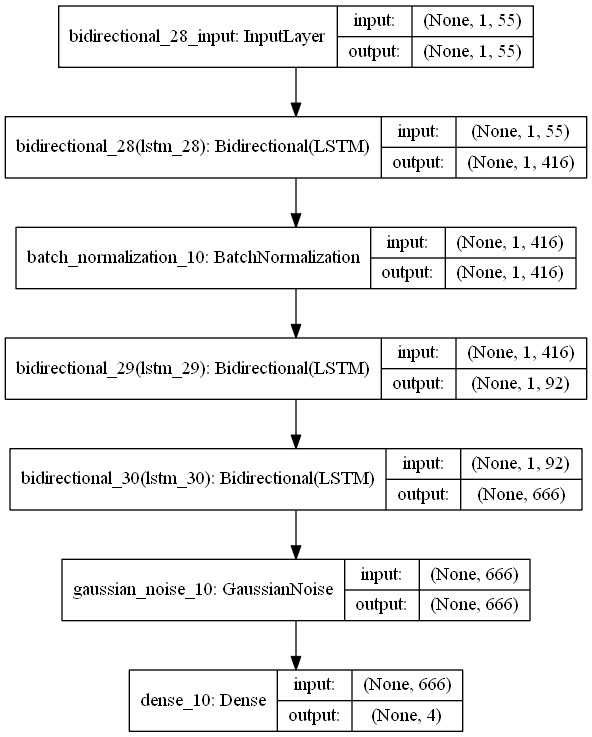 bidirectional_28_input: InputLayer
input: (None, 1, 55)
output: (None, 1, 55)
bidirectional_28(lstm_28): Bidirectional(LSTM)
input: (None, 1, 55)
output: (None, 1, 416)
batch_normalization_10: BatchNormalization
input: (None, 1, 416)
output: (None, 1, 416)
bidirectional_29(lstm_29): Bidirectional(LSTM)
input: (None, 1, 416)
output: (None, 1, 92)
bidirectional_30(lstm_30): Bidirectional(LSTM)
input: (None, 1, 92)
output: (None, 666)
gaussian_noise_10: GaussianNoise
input: (None, 666)
output: (None, 666)
dense_10: Dense
input: (None, 666)
output: (None, 4)